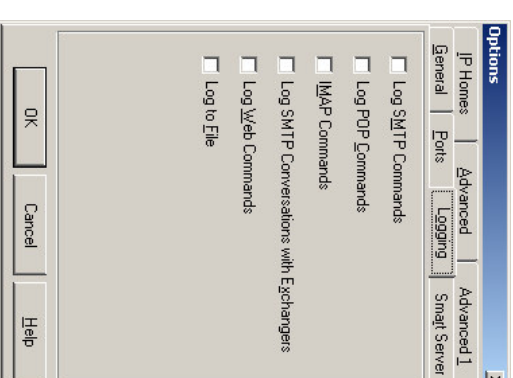 Options
IP Homes Advanced Advanced 1
General Ports Logging Smart Server
Log SMTP Commands
Log POP Commands
IMAP Commands
Log SMTP Conversations with Exchangers
Log Web Commands
Log to File
OK Cancel Help